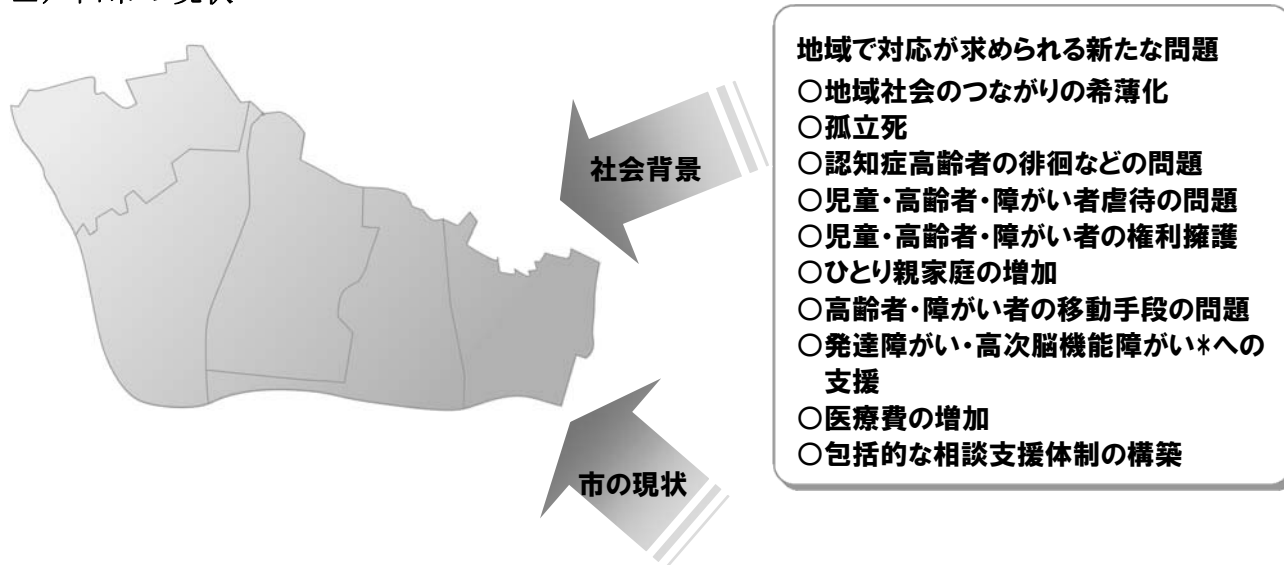 の現状
地域で対応が求められる新たな問題
○地域社会のつながりの希薄化
○孤立死
○認知症高齢者の徘徊などの問題
○児童・高齢者・障がい者虐待の問題
○児童・高齢者・障がい者の権利擁護
○ひとり親家庭の増加
○高齢者・障がい者の移動手段の問題
○発達障がい・高次脳機能障がい*への
支援
○医療費の増加
○包括的な相談支援体制の構築
社会背景
市の現状